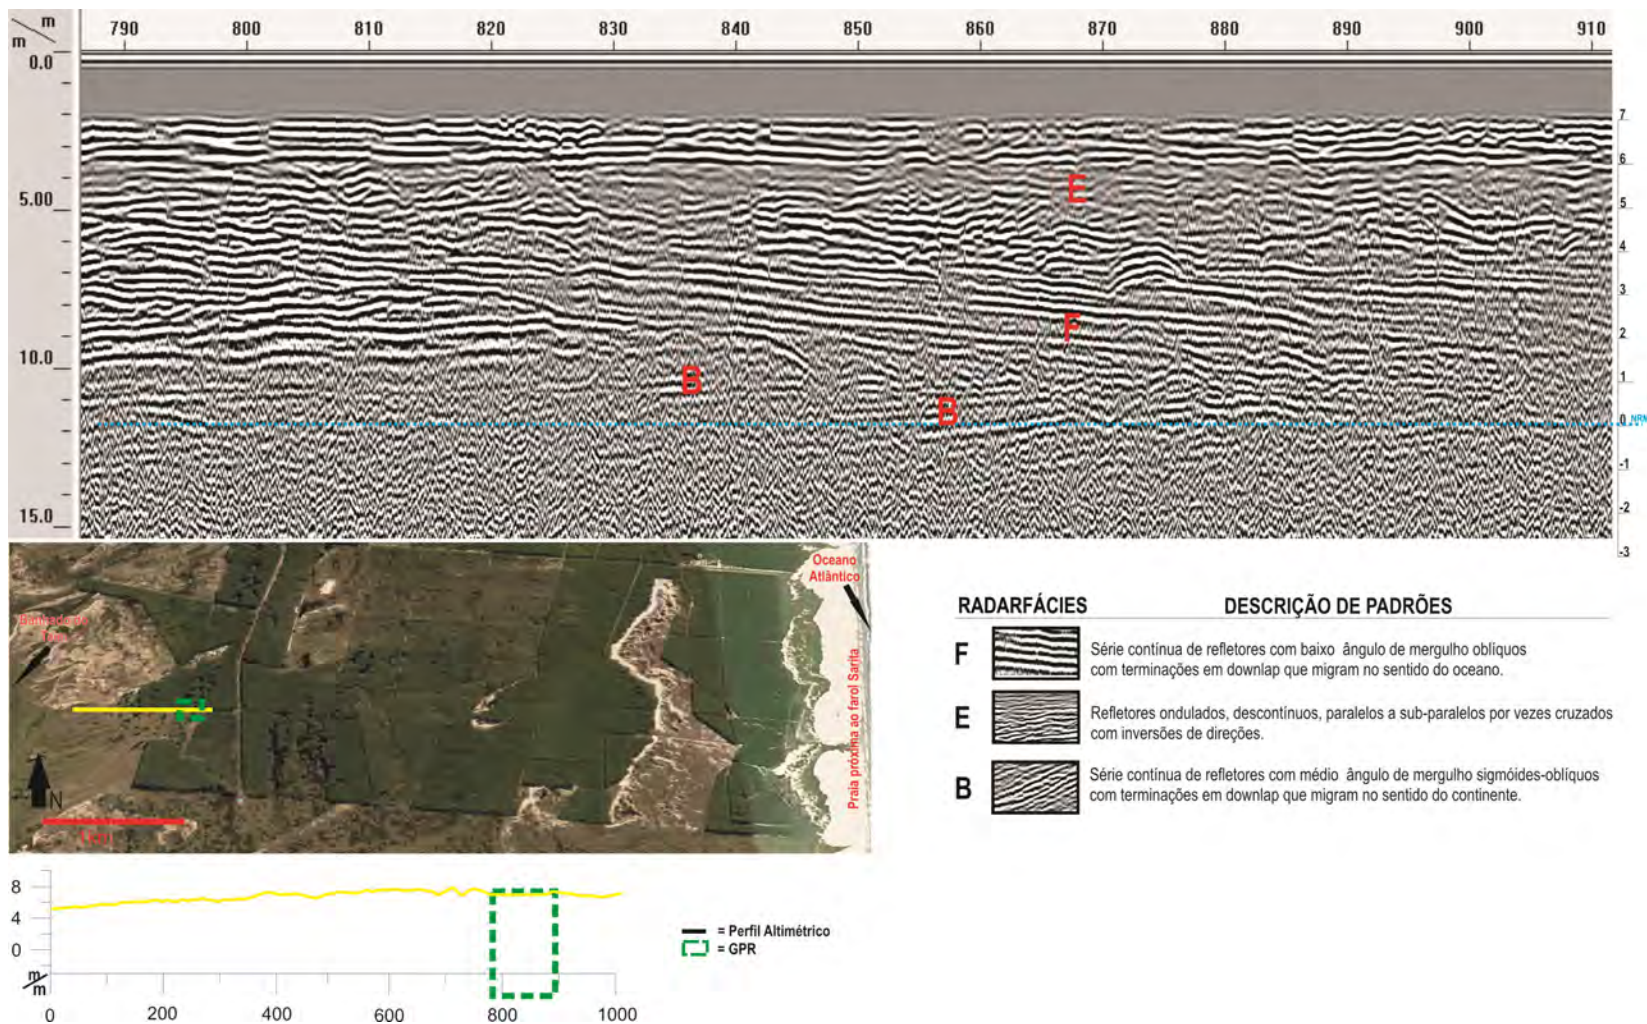 m 790 800 810 820 830 840 850 860 870 880 890 900 910
m
0.0
5.00
10.0
15.0
7
6
5
4
3
2
1
0 NRM
-1
-2
-3
E
F
B
B
Oceano
Atlântico
Praia próxima ao farol Sarita
N
1km
RADARFÁCIES DESCRIÇÃO DE PADRÕES
F Série contínua de refletores com baixo ângulo de mergulho oblíquos
com terminações em downlap que migram no sentido do oceano.
E Refletores ondulados, descontínuos, paralelos a sub-paralelos por vezes cruzados
com inversões de direções.
B Série contínua de refletores com médio ângulo de mergulho sigmóides-oblíquos
com terminações em downlap que migram no sentido do continente.
8
4
0
m
m
0 200 400 600 800 1000
= Perfil Altimétrico
= GPR